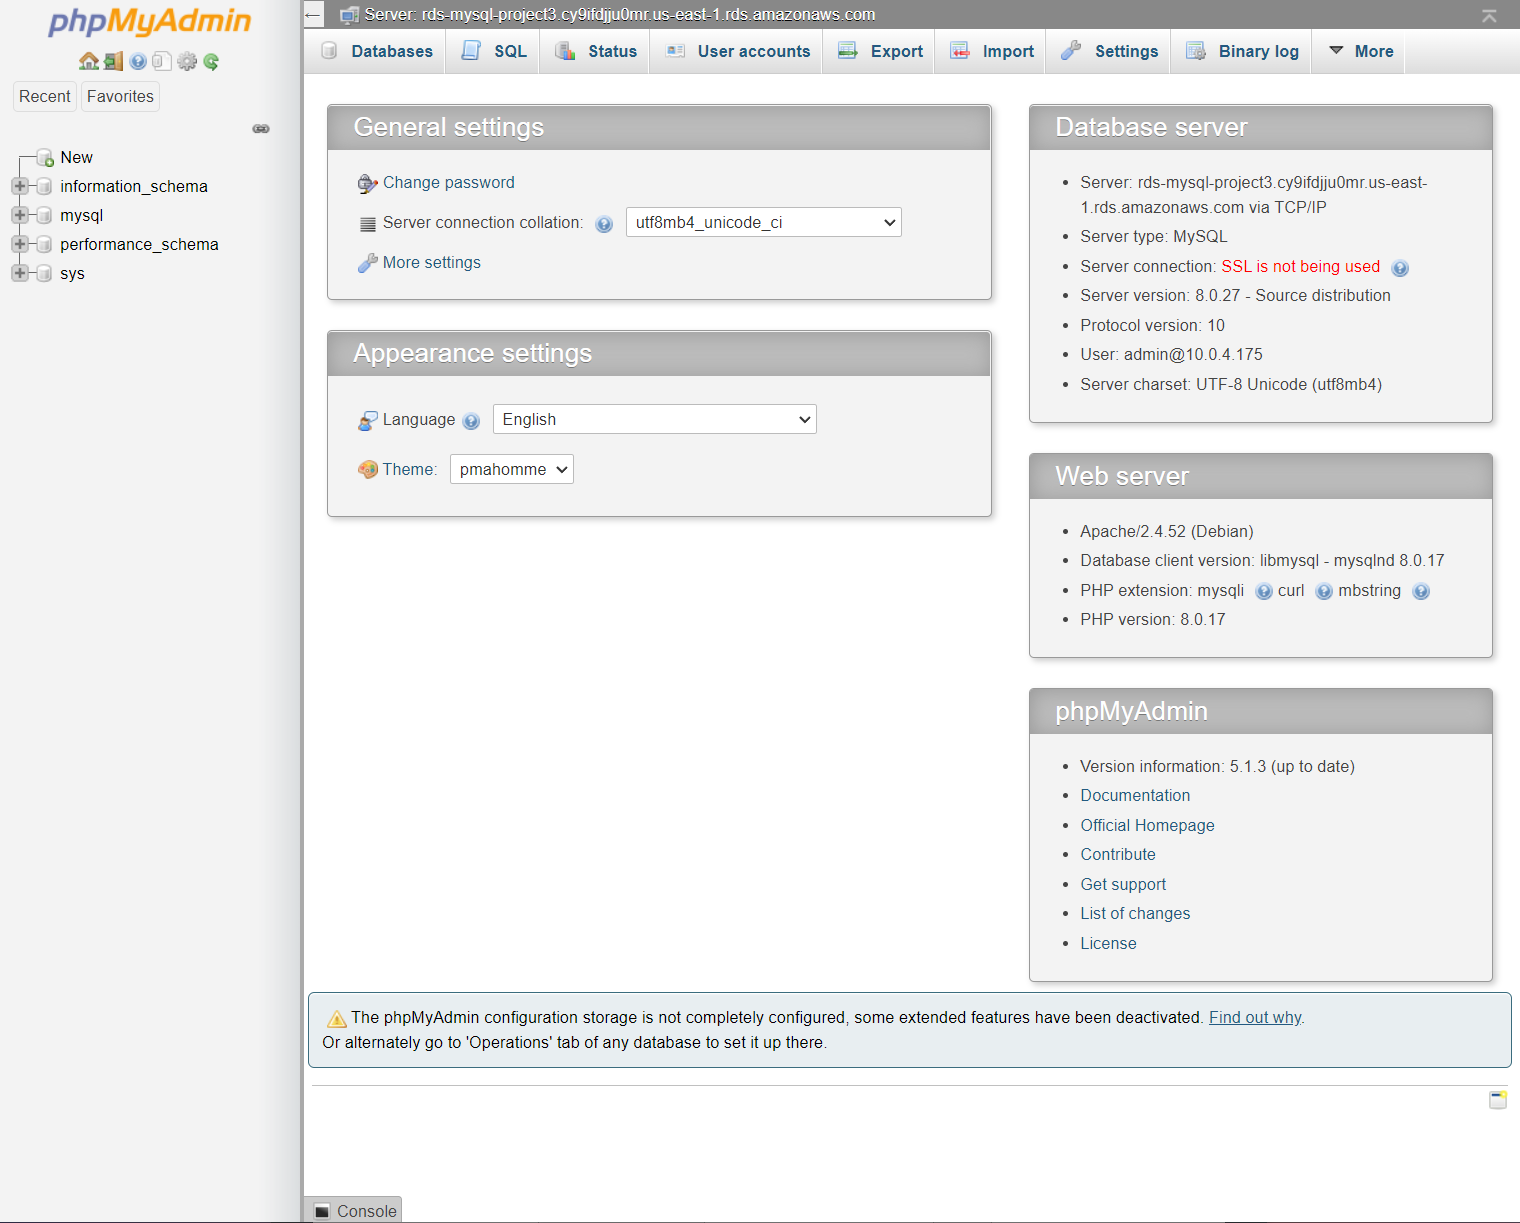 phpMyAdmin
Recent Favorites
New
information_schema
mysql
performance_schema
sys
Server: rds-mysql-project3.cy9ifdjju0mr.us-east-1.rds.amazonaws.com
Databases SQL Status User accounts Export Import Settings Binary log More
General settings
Change password
Server connection collation: utf8mb4_unicode_ci
More settings
Appearance settings
Language English
Theme: pmahomme
Database server
Server: rds-mysql-project3.cy9ifdjju0mr.us-east-
1.rds.amazonaws.com via TCP/IP
Server type: MySQL
Server connection: SSL is not being used
Server version: 8.0.27 - Source distribution
Protocol version: 10
User: admin@10.0.4.175
Server charset: UTF-8 Unicode (utf8mb4)
Web server
Apache/2.4.52 (Debian)
Database client version: libmysql - mysqlnd 8.0.17
PHP extension: mysqli curl mbstring
PHP version: 8.0.17
phpMyAdmin
Version information: 5.1.3 (up to date)
Documentation
Official Homepage
Contribute
Get support
List of changes
License
The phpMyAdmin configuration storage is not completely configured, some extended features have been deactivated. Find out why.
Or alternately go to 'Operations' tab of any database to set it up there.
Console